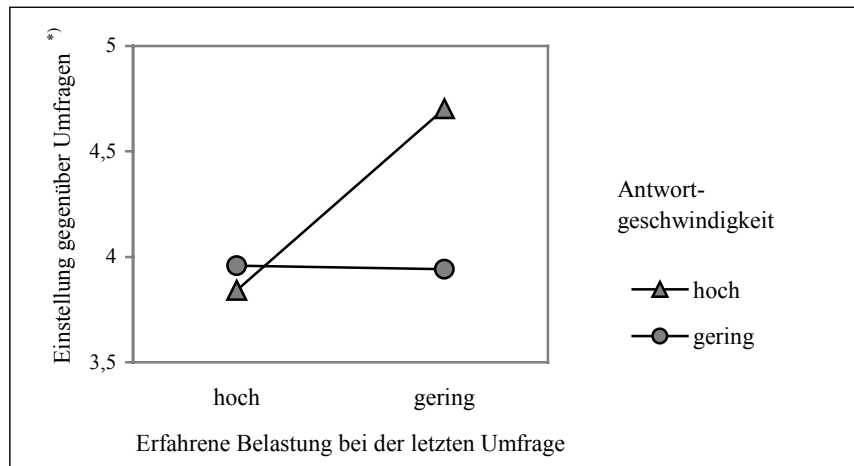 Einstellung gegenüber Umfragen *)
5
4,5
4
3,5
hoch
gering
Erfahrene Belastung bei der letzten Umfrage
Antwort-
geschwindigkeit
hoch
gering